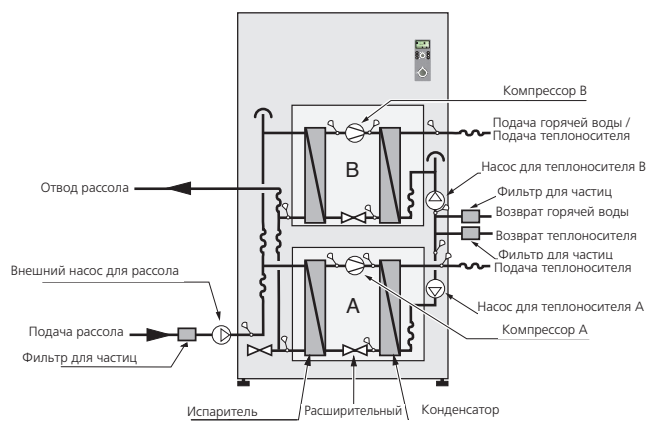 Компрессор В
Подача горячей воды /
Подача теплоносителя
Насос для теплоносителя В
Фильтр для частиц
Возврат горячей воды
Возврат теплоносителя
Фильтр для частиц
Подача теплоносителя
Насос для теплоносителя А
Компрессор А
Отвод рассола
Внешний насос для рассола
Подача рассола
Фильтр для частиц
B
A
Испаритель
Расширительный
Конденсатор